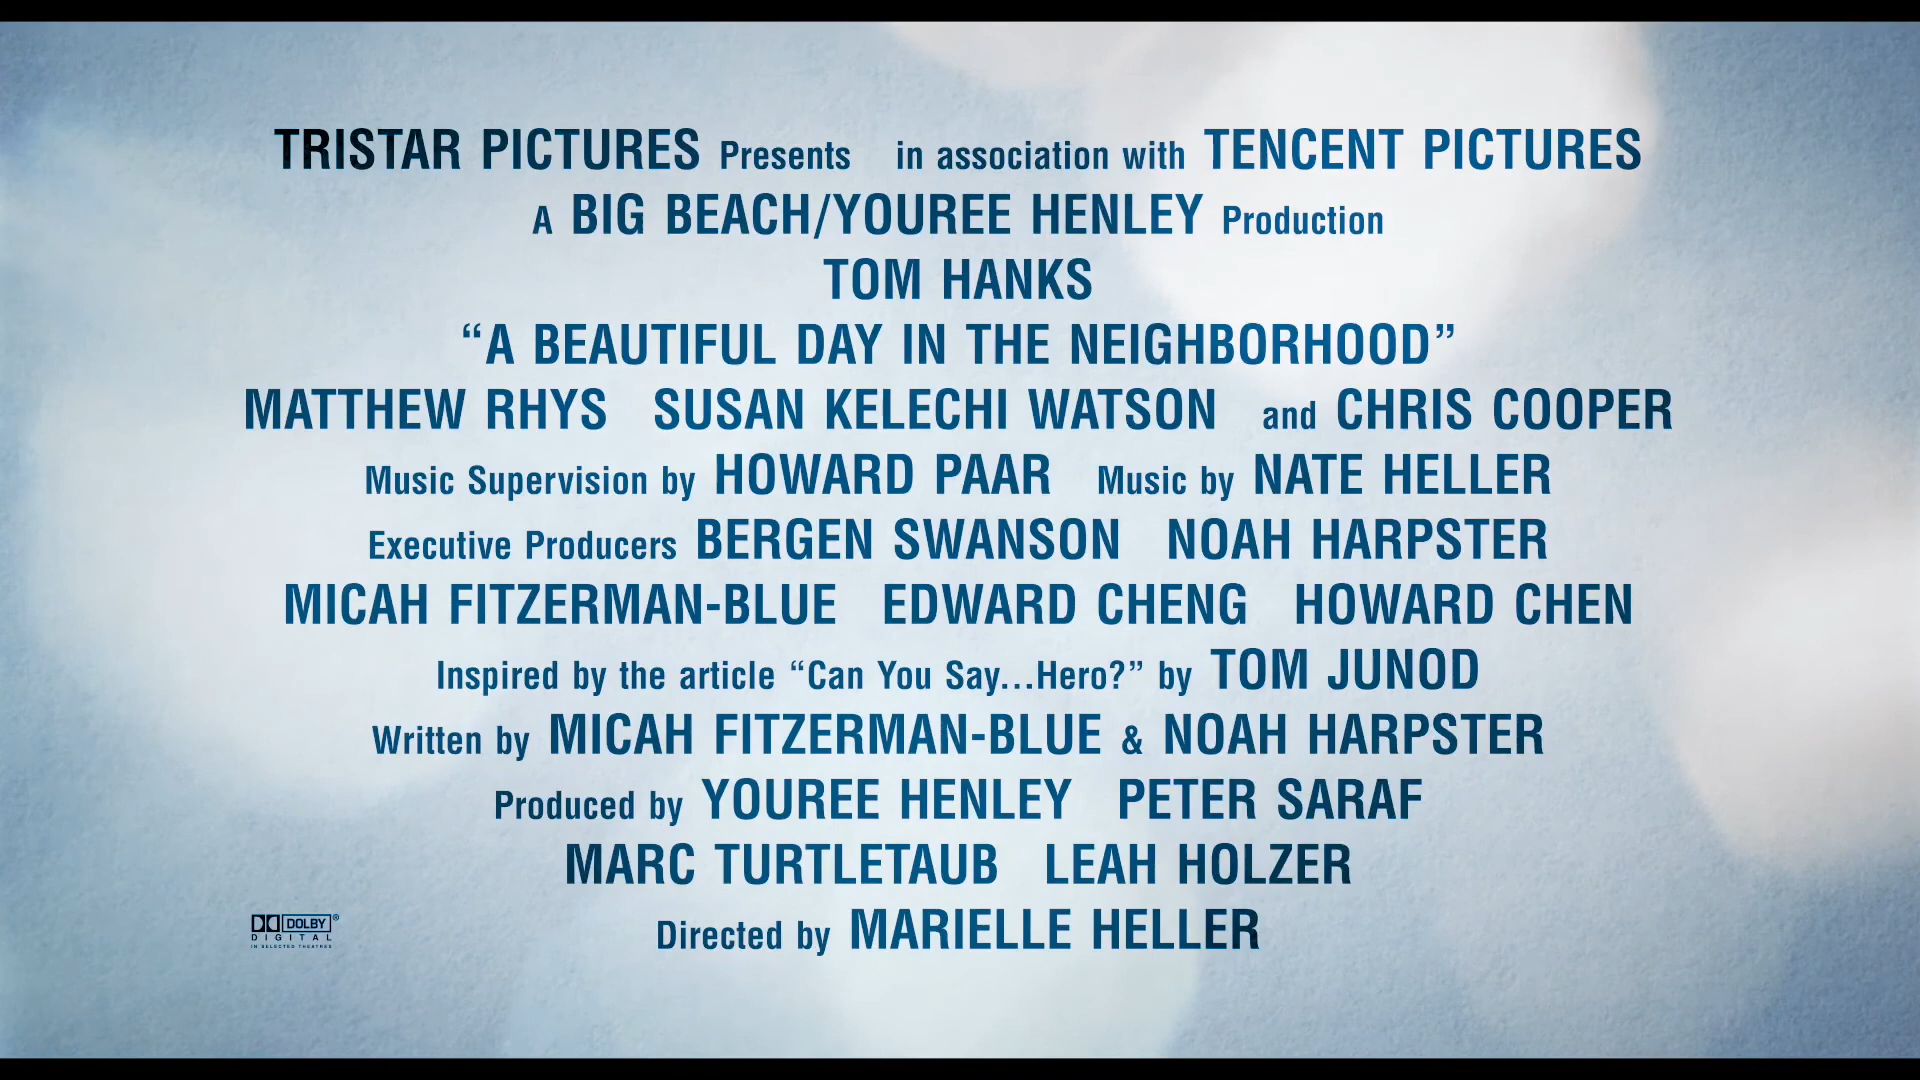 TRISTAR PICTURES Presents in association with TENCENT PICTURES
A BIG BEACH/YOUREE HENLEY Production
TOM HANKS
“A BEAUTIFUL DAY IN THE NEIGHBORHOOD”
MATTHEW RHYS SUSAN KELECHI WATSON and CHRIS COOPER
Music Supervision by HOWARD PAAR Music by NATE HELLER
Executive Producers BERGEN SWANSON NOAH HARPSTER
MICAH FITZERMAN-BLUE EDWARD CHENG HOWARD CHEN
Inspired by the article “Can You Say...Hero?” by TOM JUNOD
Written by MICAH FITZERMAN-BLUE & NOAH HARPSTER
Produced by YOUREE HENLEY PETER SARAF
MARC TURTLETAUB LEAH HOLZER
Directed by MARIELLE HELLER
DOLBY®
DIGITAL
IN SELECTED THEATRES